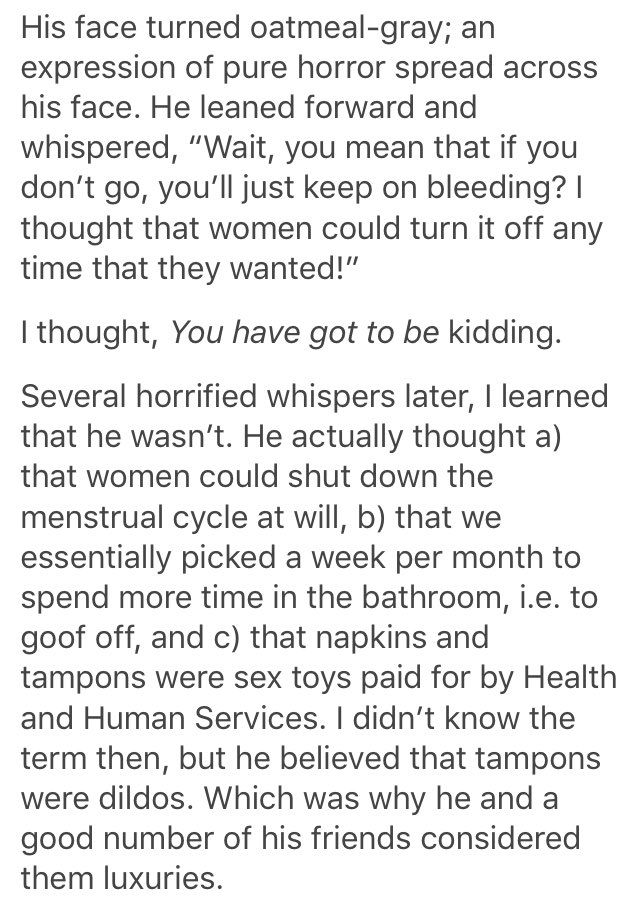 His face turned oatmeal-gray; an
expression of pure horror spread across
his face. He leaned forward and
whispered, “Wait, you mean that if you
don’t go, you’ll just keep on bleeding? I
thought that women could turn it off any
time that they wanted!”
I thought, You have got to be kidding.
Several horrified whispers later, I learned
that he wasn’t. He actually thought a)
that women could shut down the
menstrual cycle at will, b) that we
essentially picked a week per month to
spend more time in the bathroom, i.e. to
goof off, and c) that napkins and
tampons were sex toys paid for by Health
and Human Services. I didn’t know the
term then, but he believed that tampons
were dildos. Which was why he and a
good number of his friends considered
them luxuries.